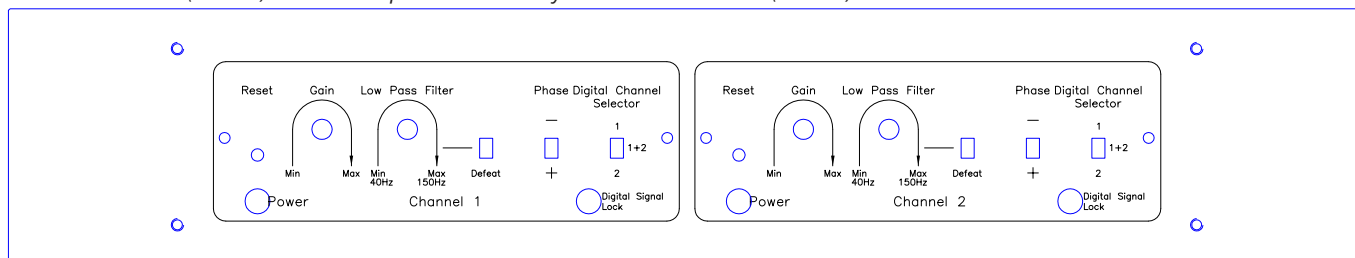 Reset Gain Low Pass Filter Phase Digital Channel
Selector
− 1
1+2
Min Max Min Max Defeat + 2
40Hz 150Hz
Power Channel 1 Digital Signal
Lock
Reset Gain Low Pass Filter Phase Digital Channel
Selector
− 1
1+2
Min Max Min Max Defeat + 2
40Hz 150Hz
Power Channel 2 Digital Signal
Lock